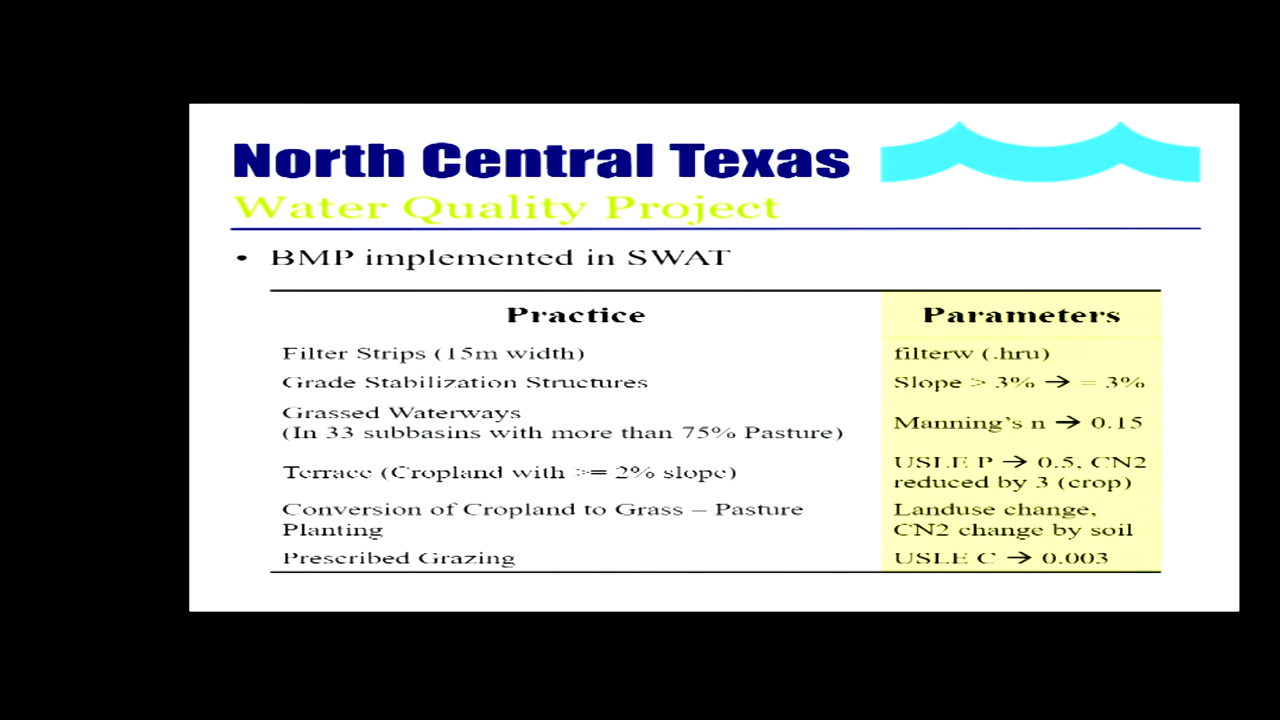 North Central Texas
Water Quality Project
• BMP implemented in SWAT
Practice Parameters
Filter Strips (15m width) filterw (.hru)
Grade Stabilization Structures Slope > 3% → = 3%
Grassed Waterways
(In 33 subbasins with more than 75% Pasture) Manning's n → 0.15
Terrace (Cropland with >= 2% slope) USLE P → 0.5, CN2
reduced by 3 (crop)
Conversion of Cropland to Grass – Pasture Landuse change,
Planting CN2 change by soil
Prescribed Grazing USLE C → 0.003